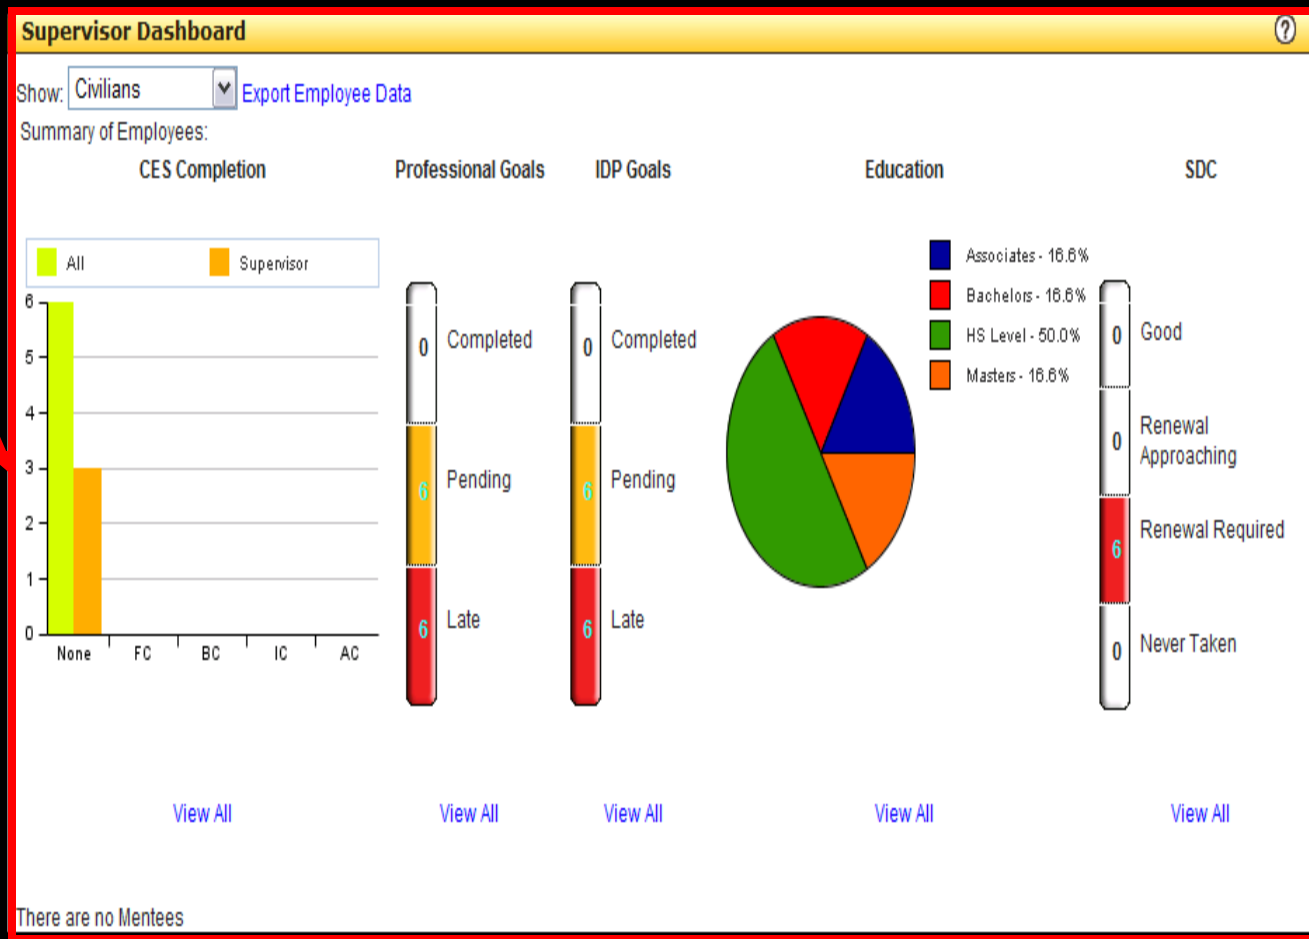 Supervisor Dashboard ?
Show: Civilians Export Employee Data
Summary of Employees:
CES Completion Professional Goals IDP Goals Education SDC
All Supervisor
6
5
4
3
2
1
0
None FC BC IC AC
0 Completed
6 Pending
6 Late
0 Completed
6 Pending
6 Late
Associates - 16.6%
Bachelors - 16.6%
HS Level - 50.0%
Masters - 16.6%
0 Good
0 Renewal
Approaching
6 Renewal Required
0 Never Taken
View All View All View All View All View All
There are no Mentees